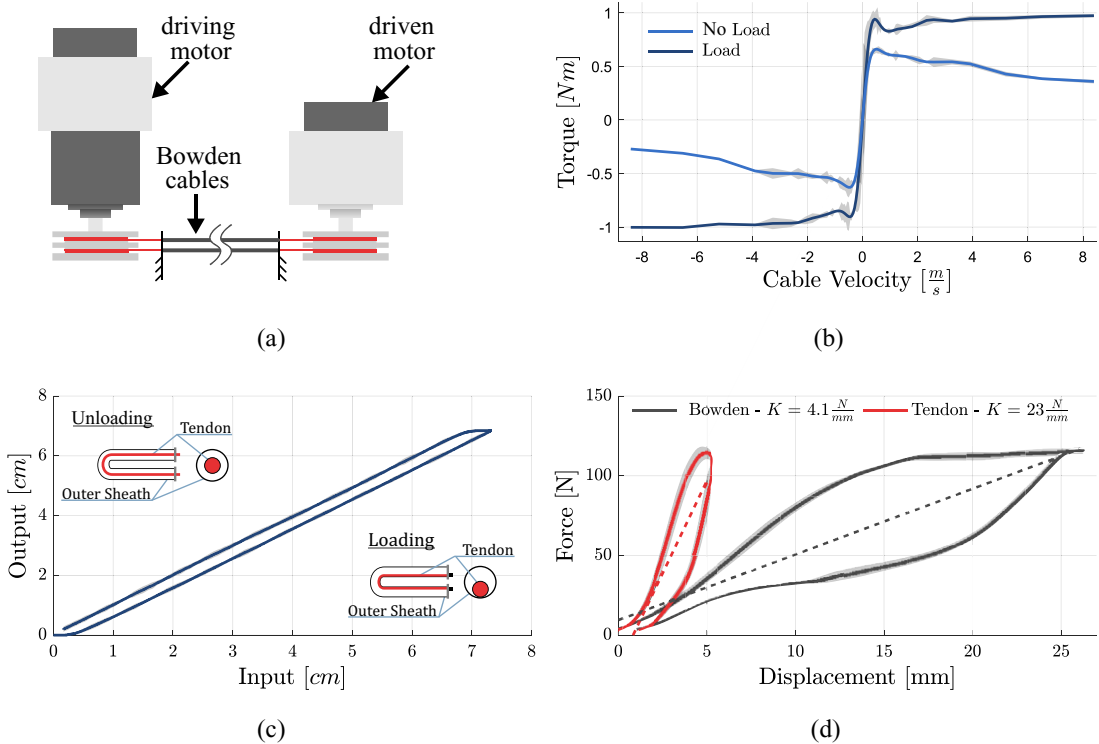 (a)
driving
motor
driven
motor
Bowden
cables
(b)
No Load
Load
Torque [Nm]
1
0.5
0
-0.5
-1
-8 -6 -4 -2 0 2 4 6 8
Cable Velocity [m/s]
(c)
Output [cm]
8
6
4
2
0
Unloading
Tendon
Outer Sheath
Loading
Tendon
Outer Sheath
0 1 2 3 4 5 6 7 8
Input [cm]
(d)
Force [N]
150
100
50
0
Bowden - K = 4.1 N/mm Tendon - K = 23 N/mm
0 5 10 15 20 25
Displacement [mm]